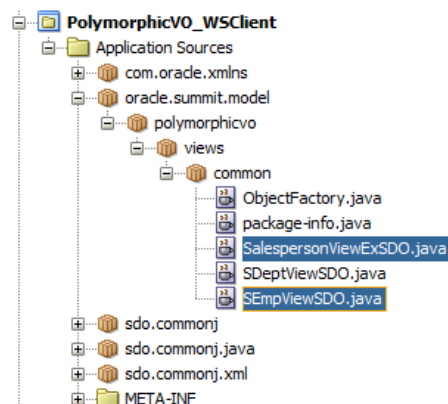 PolymorphicVO_WSClient
Application Sources
com.oracle.xmlns
oracle.summit.model
polymorphicvo
views
common
ObjectFactory.java
package-info.java
SalespersonViewExSDO.java
SDeptViewSDO.java
SEmpViewSDO.java
sdo.commonj
sdo.commonj.java
sdo.commonj.xml
META-INF